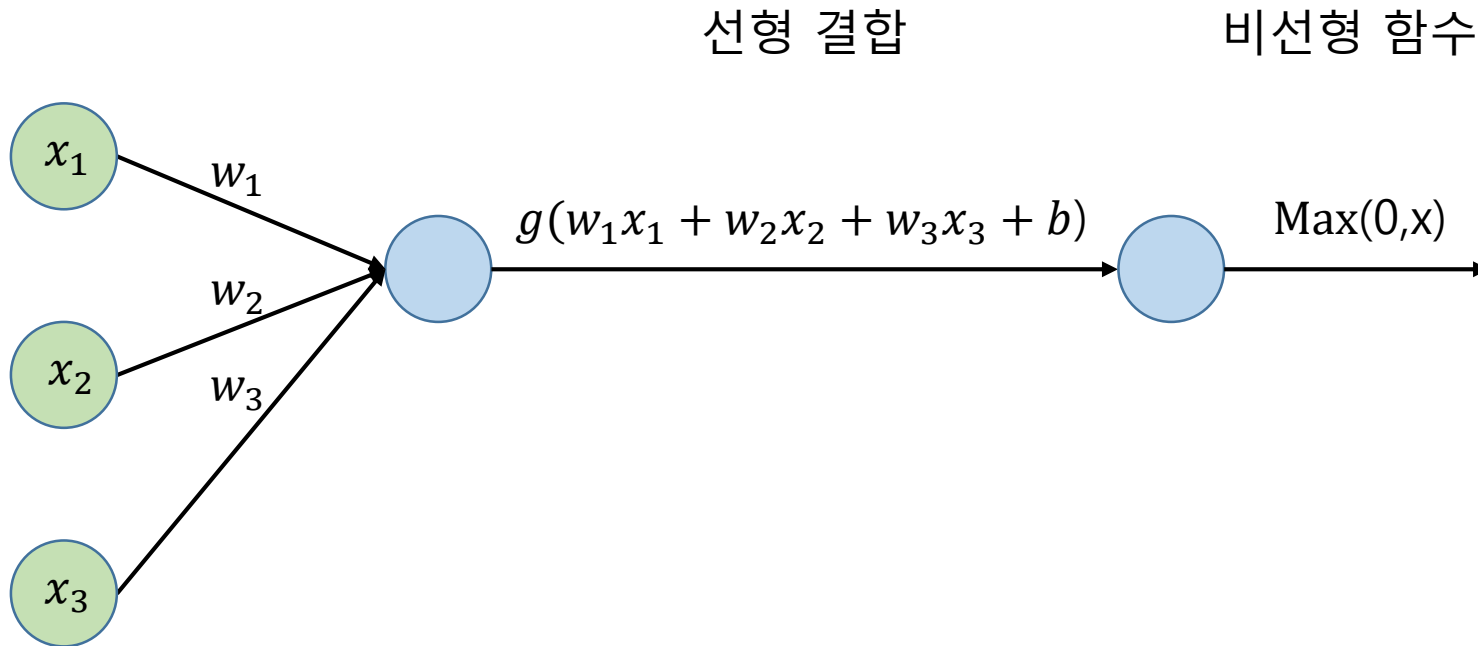 선형 결합
비선형 함수
x₁
w₁
g(w₁x₁ + w₂x₂ + w₃x₃ + b)
Max(0,x)
w₂
x₂
w₃
x₃